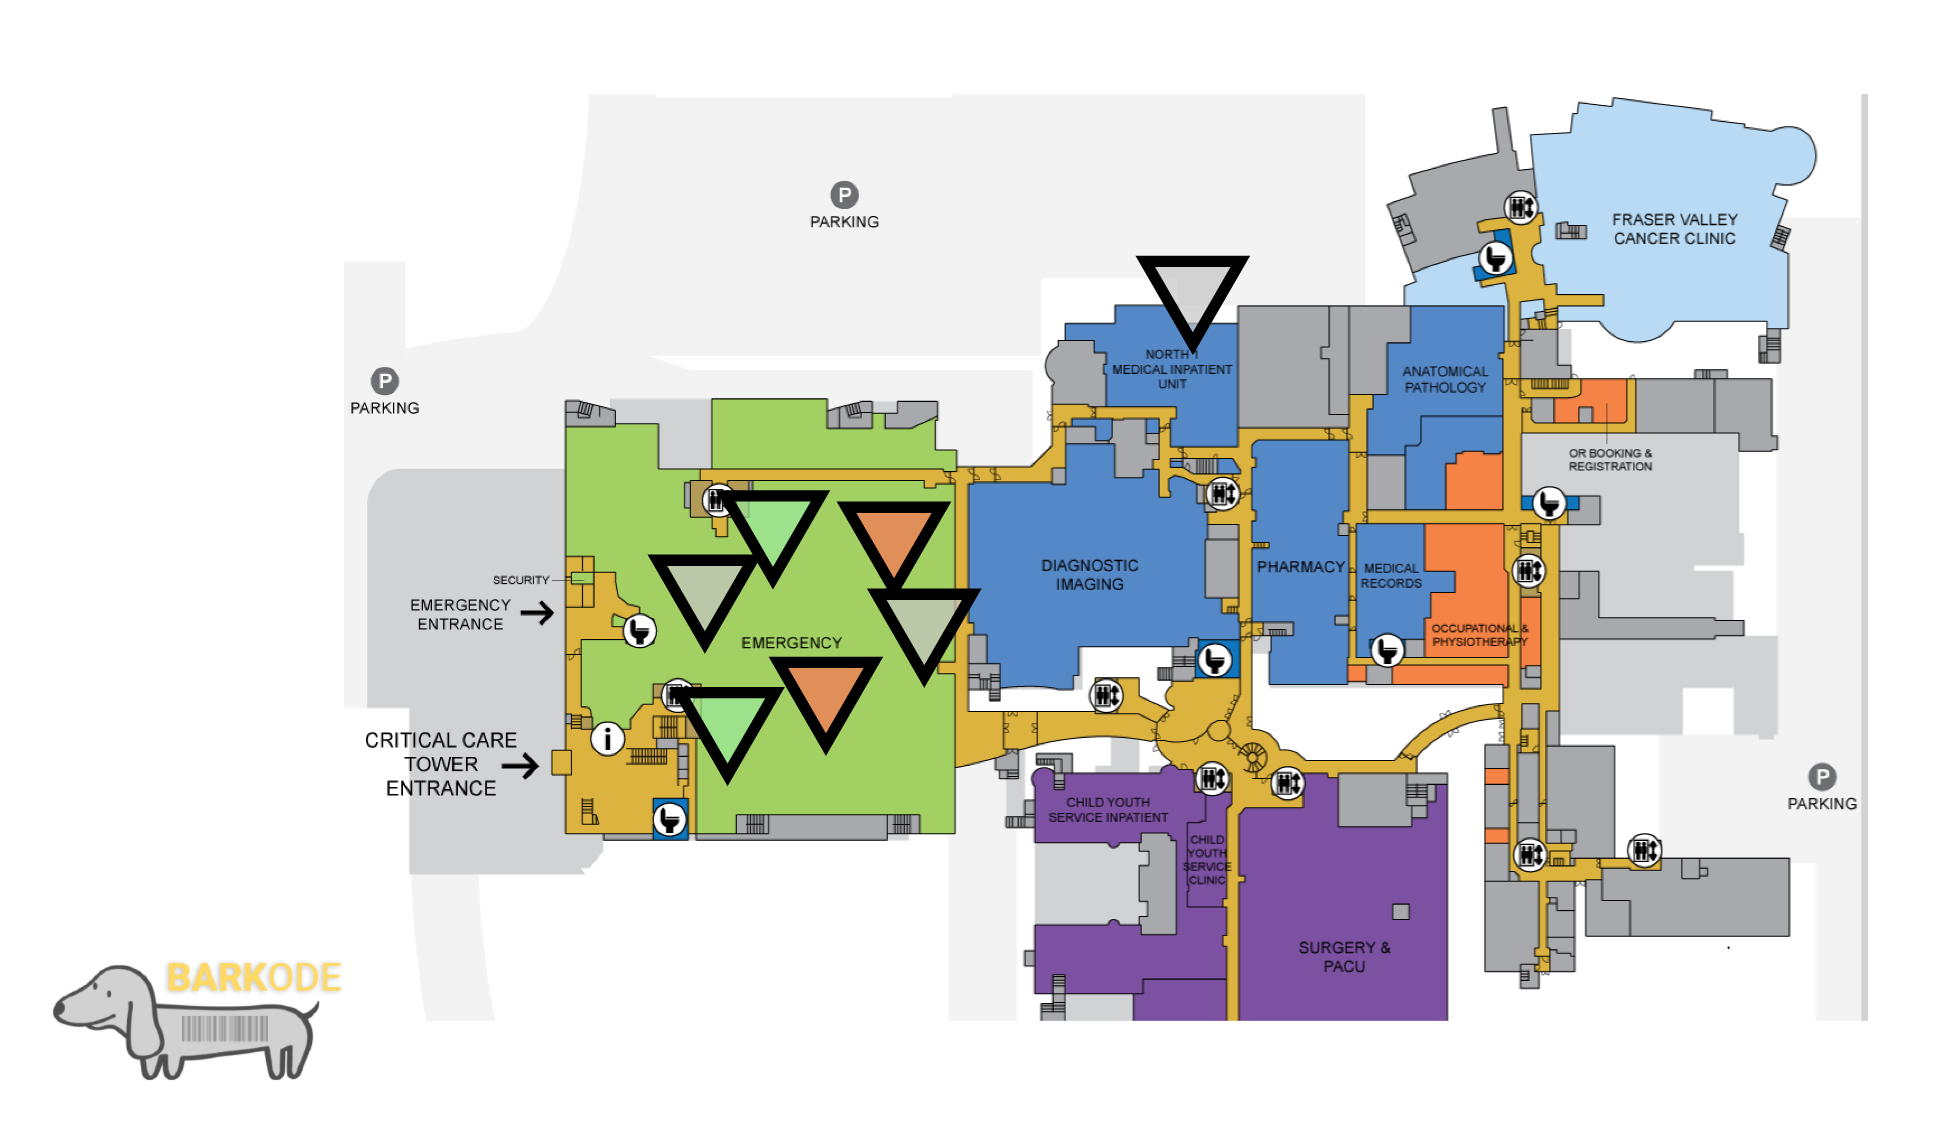 P
PARKING
FRASER VALLEY
CANCER CLINIC
P
PARKING
NORTH 1
MEDICAL INPATIENT
UNIT
ANATOMICAL
PATHOLOGY
OR BOOKING &
REGISTRATION
SECURITY
EMERGENCY
ENTRANCE
EMERGENCY
DIAGNOSTIC
IMAGING
PHARMACY
MEDICAL
RECORDS
OCCUPATIONAL &
PHYSIOTHERAPY
i
CRITICAL CARE
TOWER
ENTRANCE
P
PARKING
CHILD YOUTH
SERVICE INPATIENT
CHILD
YOUTH
SERVICE
CLINIC
SURGERY &
PACU
BARKODE